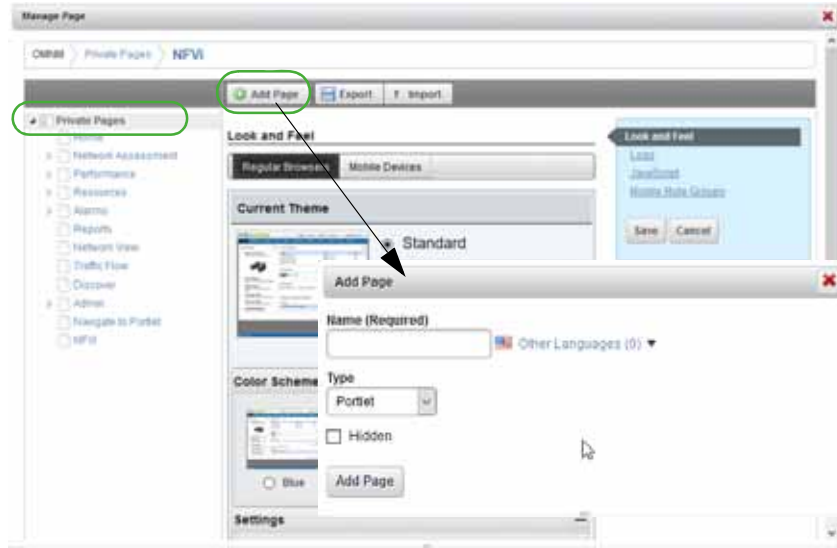 Manage Page
OMNM Private Pages NFVi
Add Page Export Import
Private Pages
Home
Network Assessment
Performance
Resources
Alarms
Reports
Network View
Traffic Flow
Discover
Admin
Navigate to Portlet
NFVi
Look and Feel
Regular Browsers Mobile Devices
Current Theme
Standard
Color Scheme
Blue
Settings
Look and Feel
Logo
JavaScript
Mobile Rule Groups
Save Cancel
Add Page
Name (Required)
Other Languages (0)
Type
Portlet
Hidden
Add Page